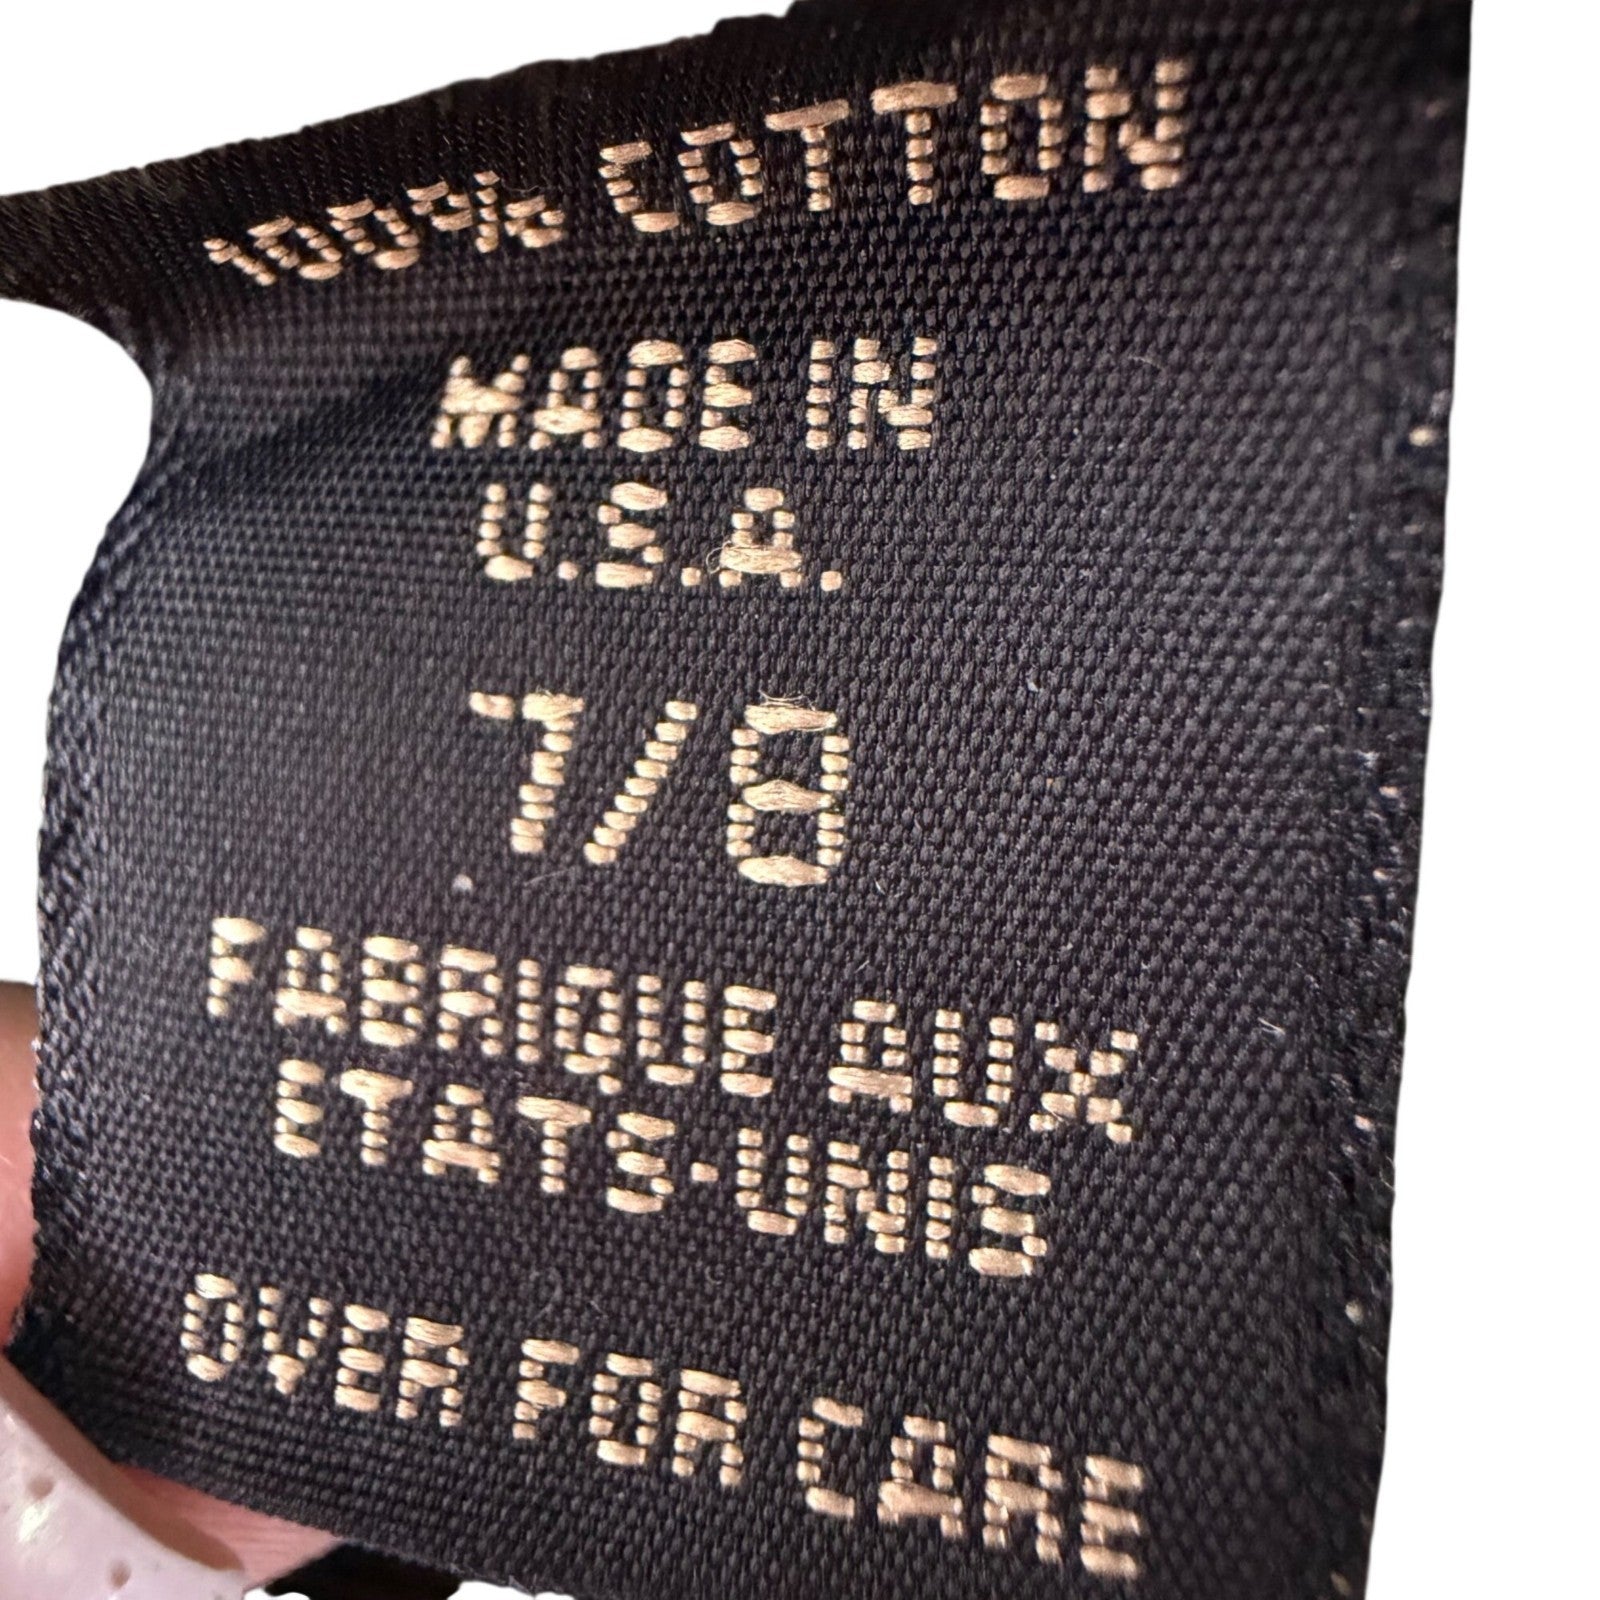 100% COTTON
MADE IN
U.S.A.
7/8
FABRIQUE AUX
ETATS-UNIS
OVER FOR CARE